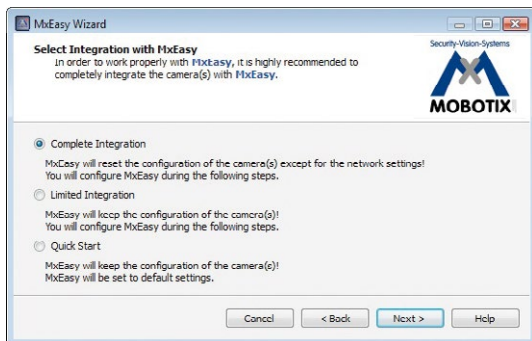 MxEasy Wizard
Select Integration with MxEasy
In order to work properly with MxEasy, it is highly recommended to
completely integrate the camera(s) with MxEasy.
Security-Vision-Systems
MOBOTIX
Complete Integration
MxEasy will reset the configuration of the camera(s) except for the network settings!
You will configure MxEasy during the following steps.
Limited Integration
MxEasy will keep the configuration of the camera(s)!
You will configure MxEasy during the following steps.
Quick Start
MxEasy will keep the configuration of the camera(s)!
MxEasy will be set to default settings.
Cancel < Back Next > Help